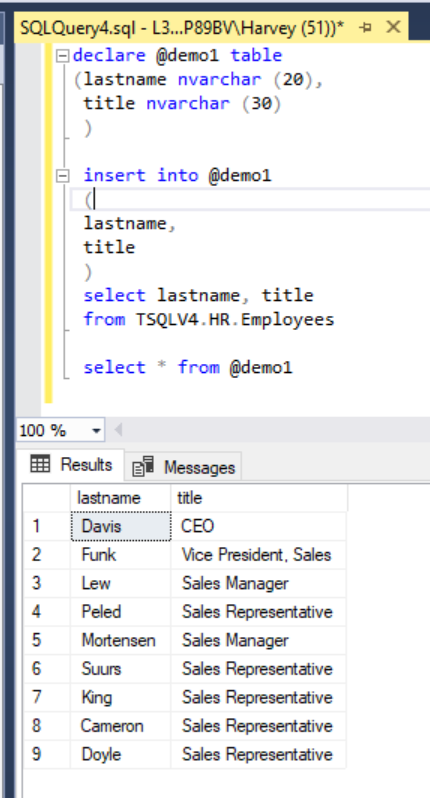 SQLQuery4.sql - L3...P89BV\Harvey (51))*
declare @demo1 table
(lastname nvarchar (20),
title nvarchar (30)
)
insert into @demo1
(
lastname,
title
)
select lastname, title
from TSQLV4.HR.Employees
select * from @demo1
100 %
Results Messages
lastname title
1 Davis CEO
2 Funk Vice President, Sales
3 Lew Sales Manager
4 Peled Sales Representative
5 Mortensen Sales Manager
6 Suurs Sales Representative
7 King Sales Representative
8 Cameron Sales Representative
9 Doyle Sales Representative